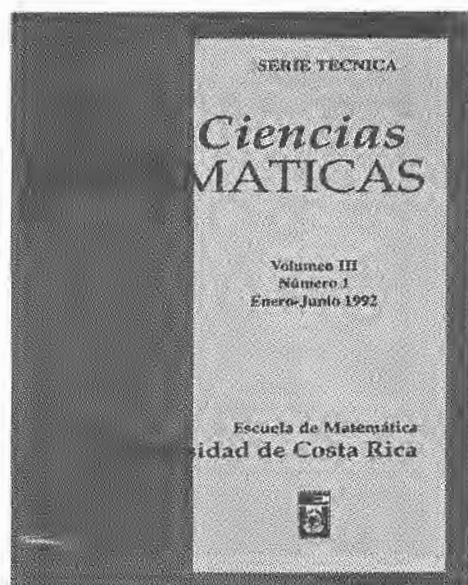 SERIE TECNICA
Ciencias
MATICAS
Volumen III
Número 1
Enero-Junio 1992
Escuela de Matemática
sidad de Costa Rica